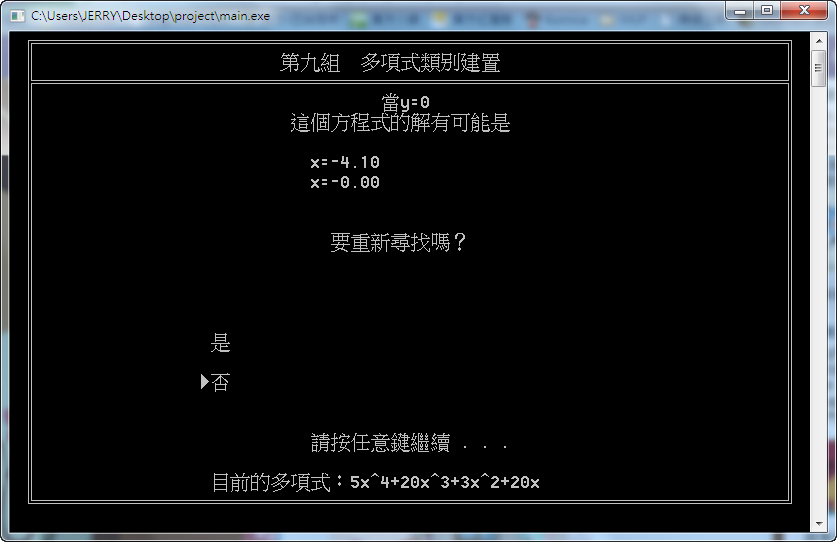 C:\Users\JERRY\Desktop\project\main.exe
第九組　多項式類別建置
當y=0
這個方程式的解有可能是
x=-4.10
x=-0.00
要重新尋找嗎？
是
否
請按任意鍵繼續 . . .
目前的多項式：5x^4+20x^3+3x^2+20x